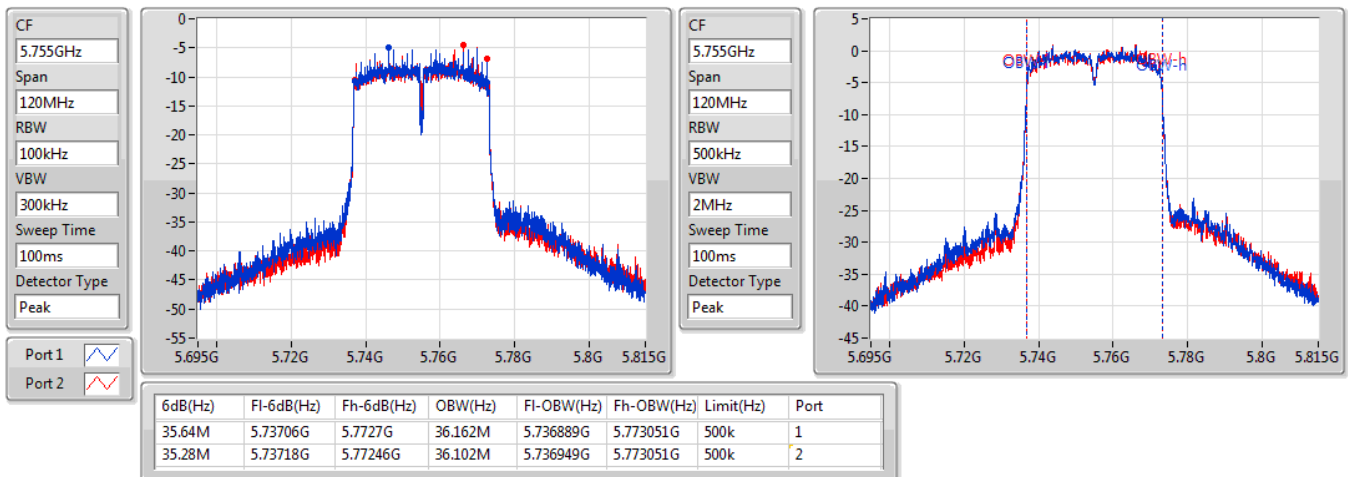 CF
5.755GHz
Span
120MHz
RBW
100kHz
VBW
300kHz
Sweep Time
100ms
Detector Type
Peak
Port 1
Port 2
0
-5
-10
-15
-20
-25
-30
-35
-40
-45
-50
-55
5.695G 5.72G 5.74G 5.76G 5.78G 5.8G 5.815G
CF
5.755GHz
Span
120MHz
RBW
500kHz
VBW
2MHz
Sweep Time
100ms
Detector Type
Peak
5
0
-5
-10
-15
-20
-25
-30
-35
-40
-45
OBW-h
OBW-h
5.695G 5.72G 5.74G 5.76G 5.78G 5.8G 5.815G
6dB(Hz) Fl-6dB(Hz) Fh-6dB(Hz) OBW(Hz) Fl-OBW(Hz) Fh-OBW(Hz) Limit(Hz) Port
35.64M 5.73706G 5.7727G 36.162M 5.736889G 5.773051G 500k 1
35.28M 5.73718G 5.77246G 36.102M 5.736949G 5.773051G 500k 2